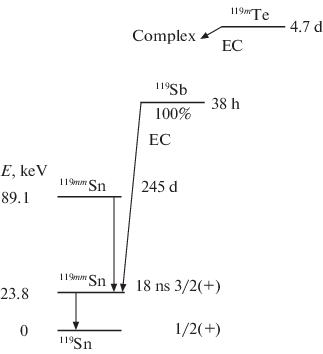 119mTe
4.7 d
Complex
EC
119Sb
100%
38 h
EC
E, keV
119mmSn
245 d
89.1
119mmSn
18 ns 3/2(+)
23.8
0
1/2(+)
119Sn